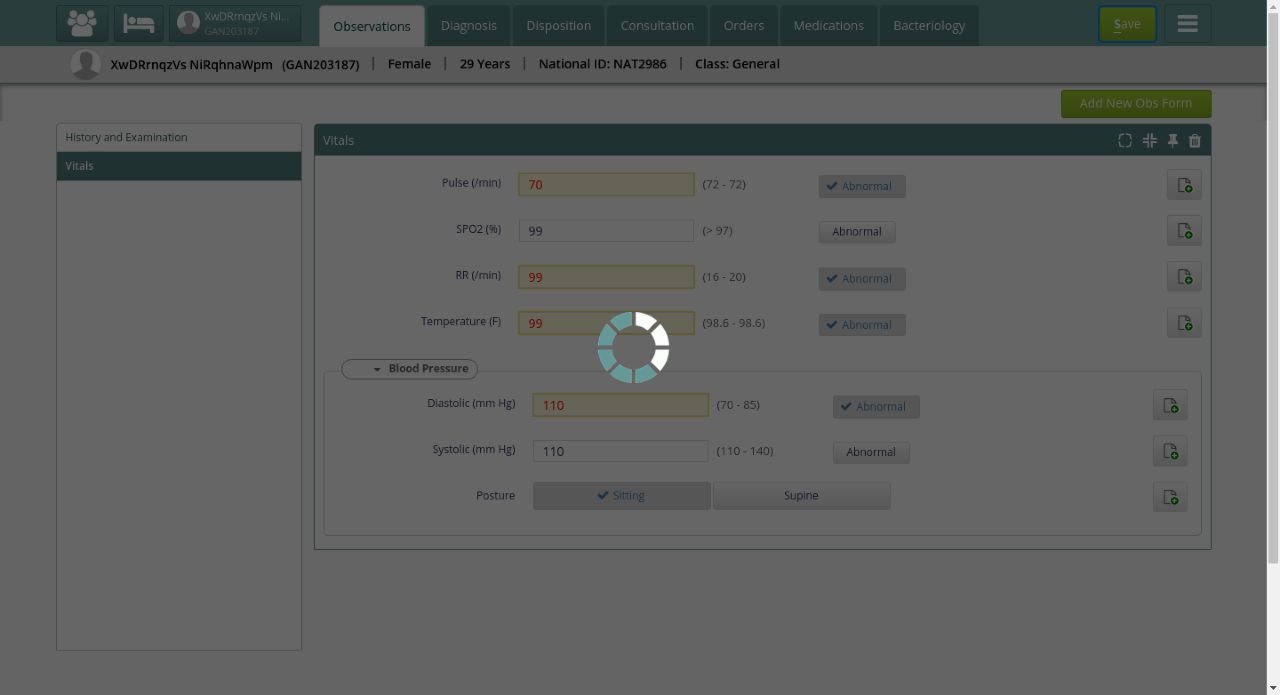 XwDRrnqzVs Ni...
GAN203187
Observations
Diagnosis
Disposition
Consultation
Orders
Medications
Bacteriology
Save
XwDRrnqzVs NiRqhnaWpm (GAN203187) | Female | 29 Years | National ID: NAT2986 | Class: General
Add New Obs Form
History and Examination
Vitals
Vitals
Pulse (/min) 70 (72 - 72) Abnormal
SPO2 (%) 99 (> 97) Abnormal
RR (/min) 99 (16 - 20) Abnormal
Temperature (F) 99 (98.6 - 98.6) Abnormal
Blood Pressure
Diastolic (mm Hg) 110 (70 - 85) Abnormal
Systolic (mm Hg) 110 (110 - 140) Abnormal
Posture Sitting Supine